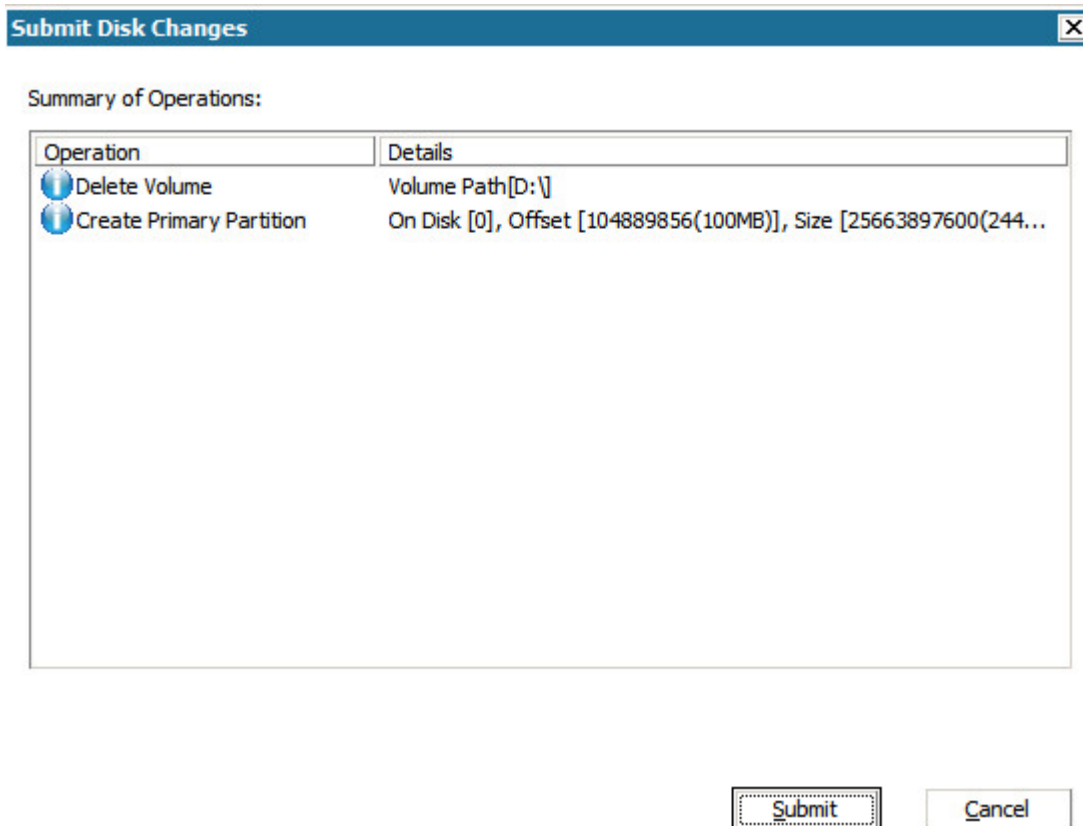 Submit Disk Changes
Summary of Operations:
Operation Details
Delete Volume Volume Path[D:\]
Create Primary Partition On Disk [0], Offset [104889856(100MB)], Size [25663897600(244...
Submit Cancel